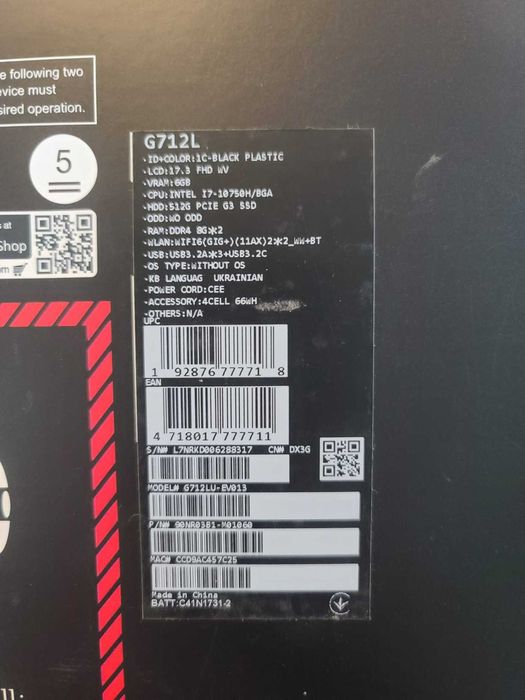 e following two
evice must
sired operation.
5
s at
Shop
om
G712L
-ID+COLOR:1C-BLACK PLASTIC
-LCD:17.3 FHD WV
-VRAM:6GB
-CPU:INTEL I7-10750H/BGA
-HDD:512G PCIE G3 SSD
-ODD:WO ODD
-RAM:DDR4 8G*2
-WLAN:WIFI6(GIG+)(11AX)2*2_WW+BT
-USB:USB3.2A*3+USB3.2C
-OS TYPE:WITHOUT OS
-KB LANGUAG UKRAINIAN
-POWER CORD:CEE
-ACCESSORY:4CELL 66WH
-OTHERS:N/A
UPC
1 92876 77771 8
EAN
4 718017 777711
S/N# L7NRKD006288317 CN# DX3G
MODEL# G712LU-EV013
P/N# 90NR03B1-M01060
MAC# CCD9AC457C25
Made in China
BATT:C41N1731-2